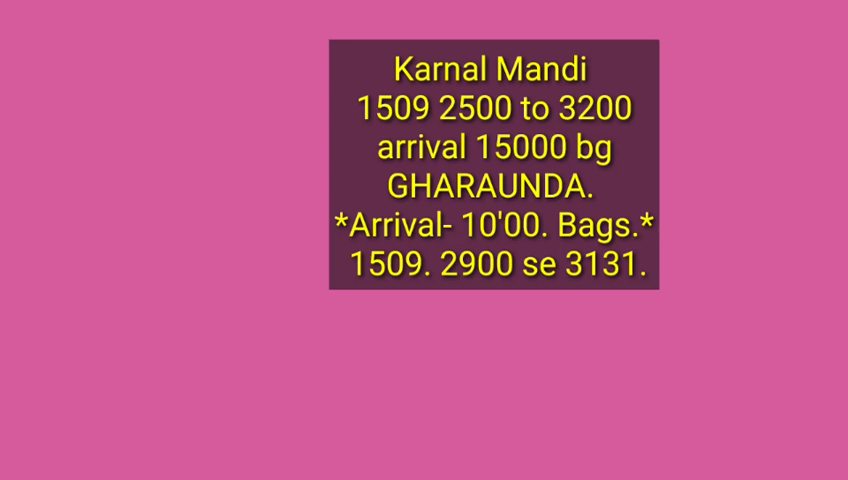 Karnal Mandi
1509 2500 to 3200
arrival 15000 bg
GHARAUNDA.
*Arrival- 10'00. Bags.*
1509. 2900 se 3131.